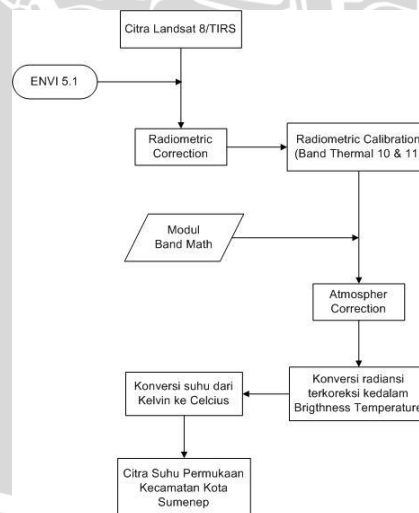 Citra Landsat 8/TIRS
ENVI 5.1
Radiometric
Correction
Radiometric Calibration
(Band Thermal 10 & 11
Modul
Band Math
Atmospher
Correction
Konversi radiansi
terkoreksi kedalam
Brigthness Temperature
Konversi suhu dari
Kelvin ke Celcius
Citra Suhu Permukaan
Kecamatan Kota
Sumenep